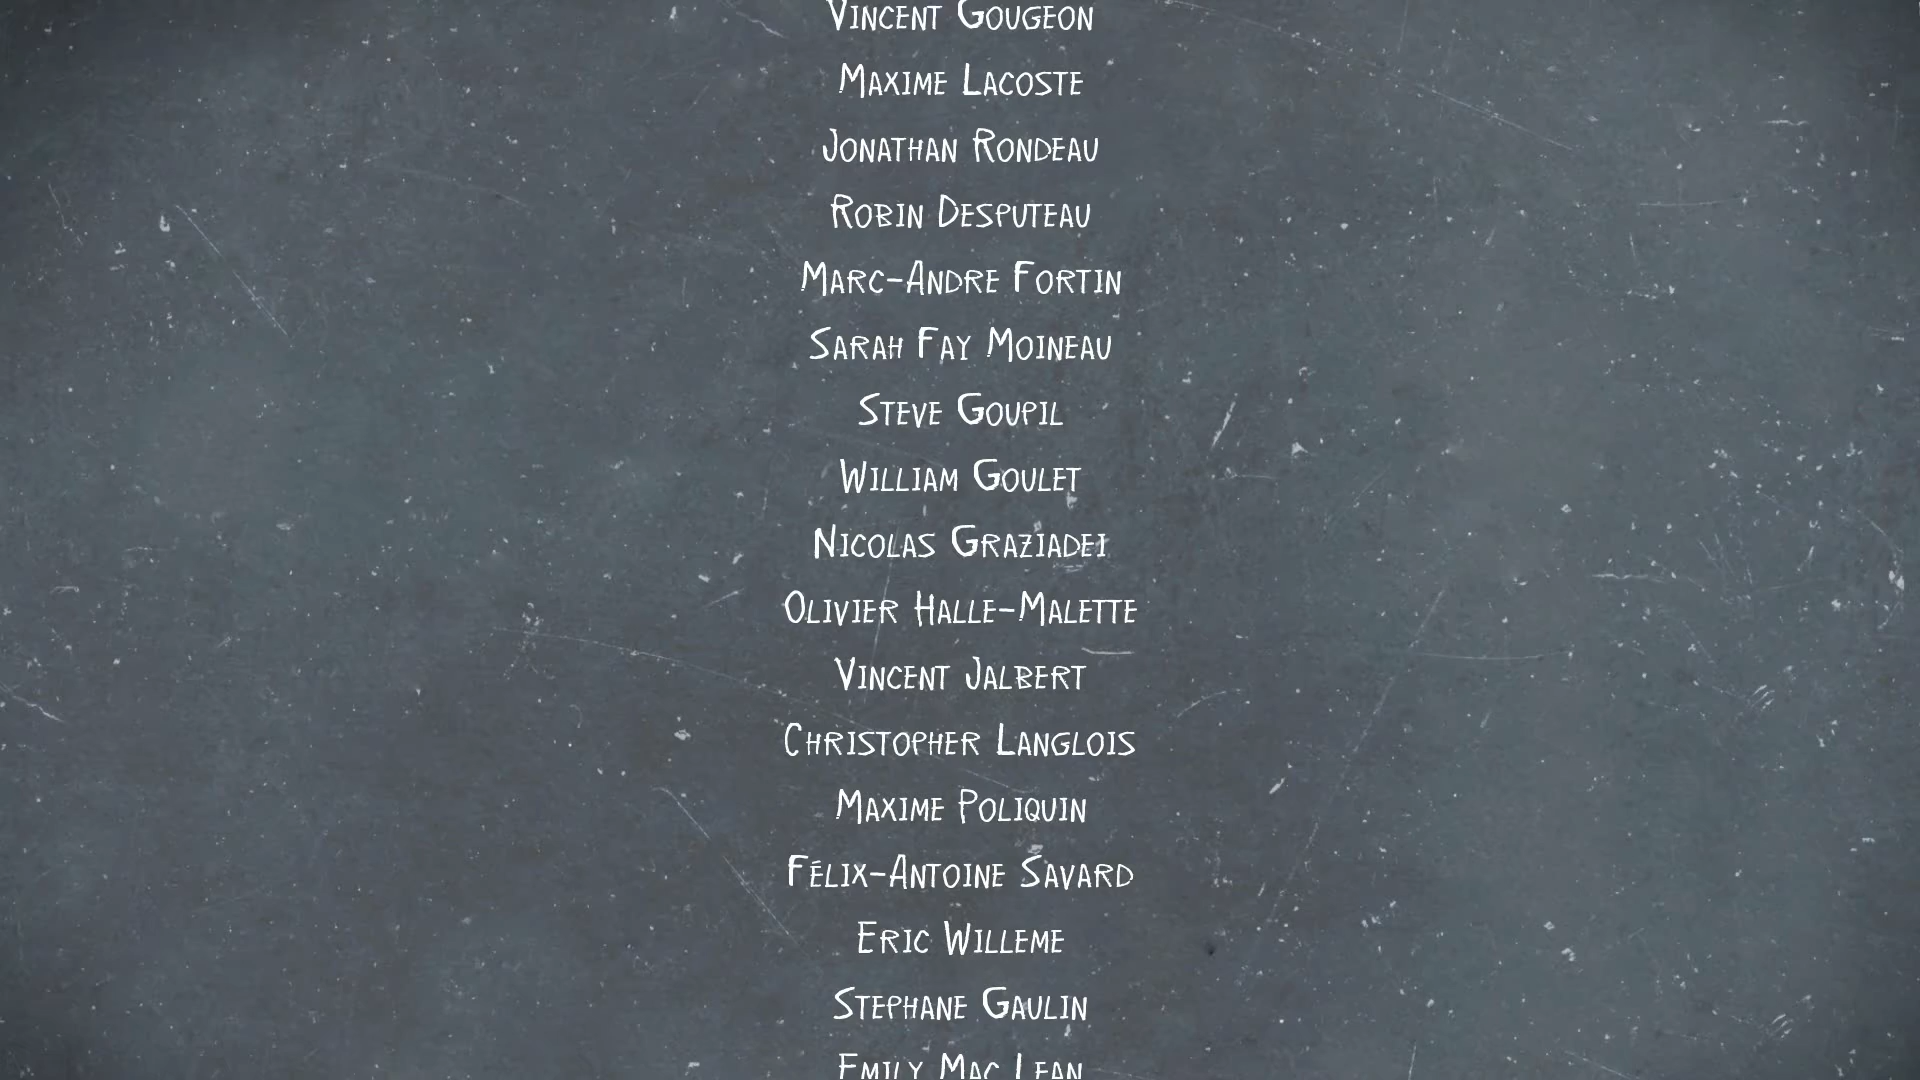 Vincent Gougeon
Maxime Lacoste
Jonathan Rondeau
Robin Desputeau
Marc-Andre Fortin
Sarah Fay Moineau
Steve Goupil
William Goulet
Nicolas Graziadei
Olivier Halle-Malette
Vincent Jalbert
Christopher Langlois
Maxime Poliquin
Félix-Antoine Savard
Eric Willeme
Stephane Gaulin
Emily Mac Lean